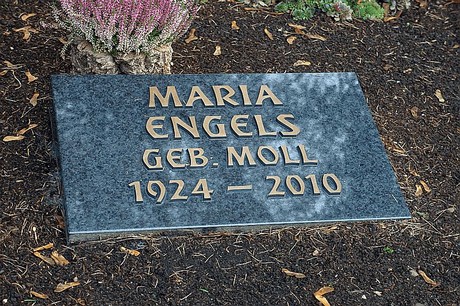 MARIA
ENGELS
GEB. MOLL
1924 – 2010